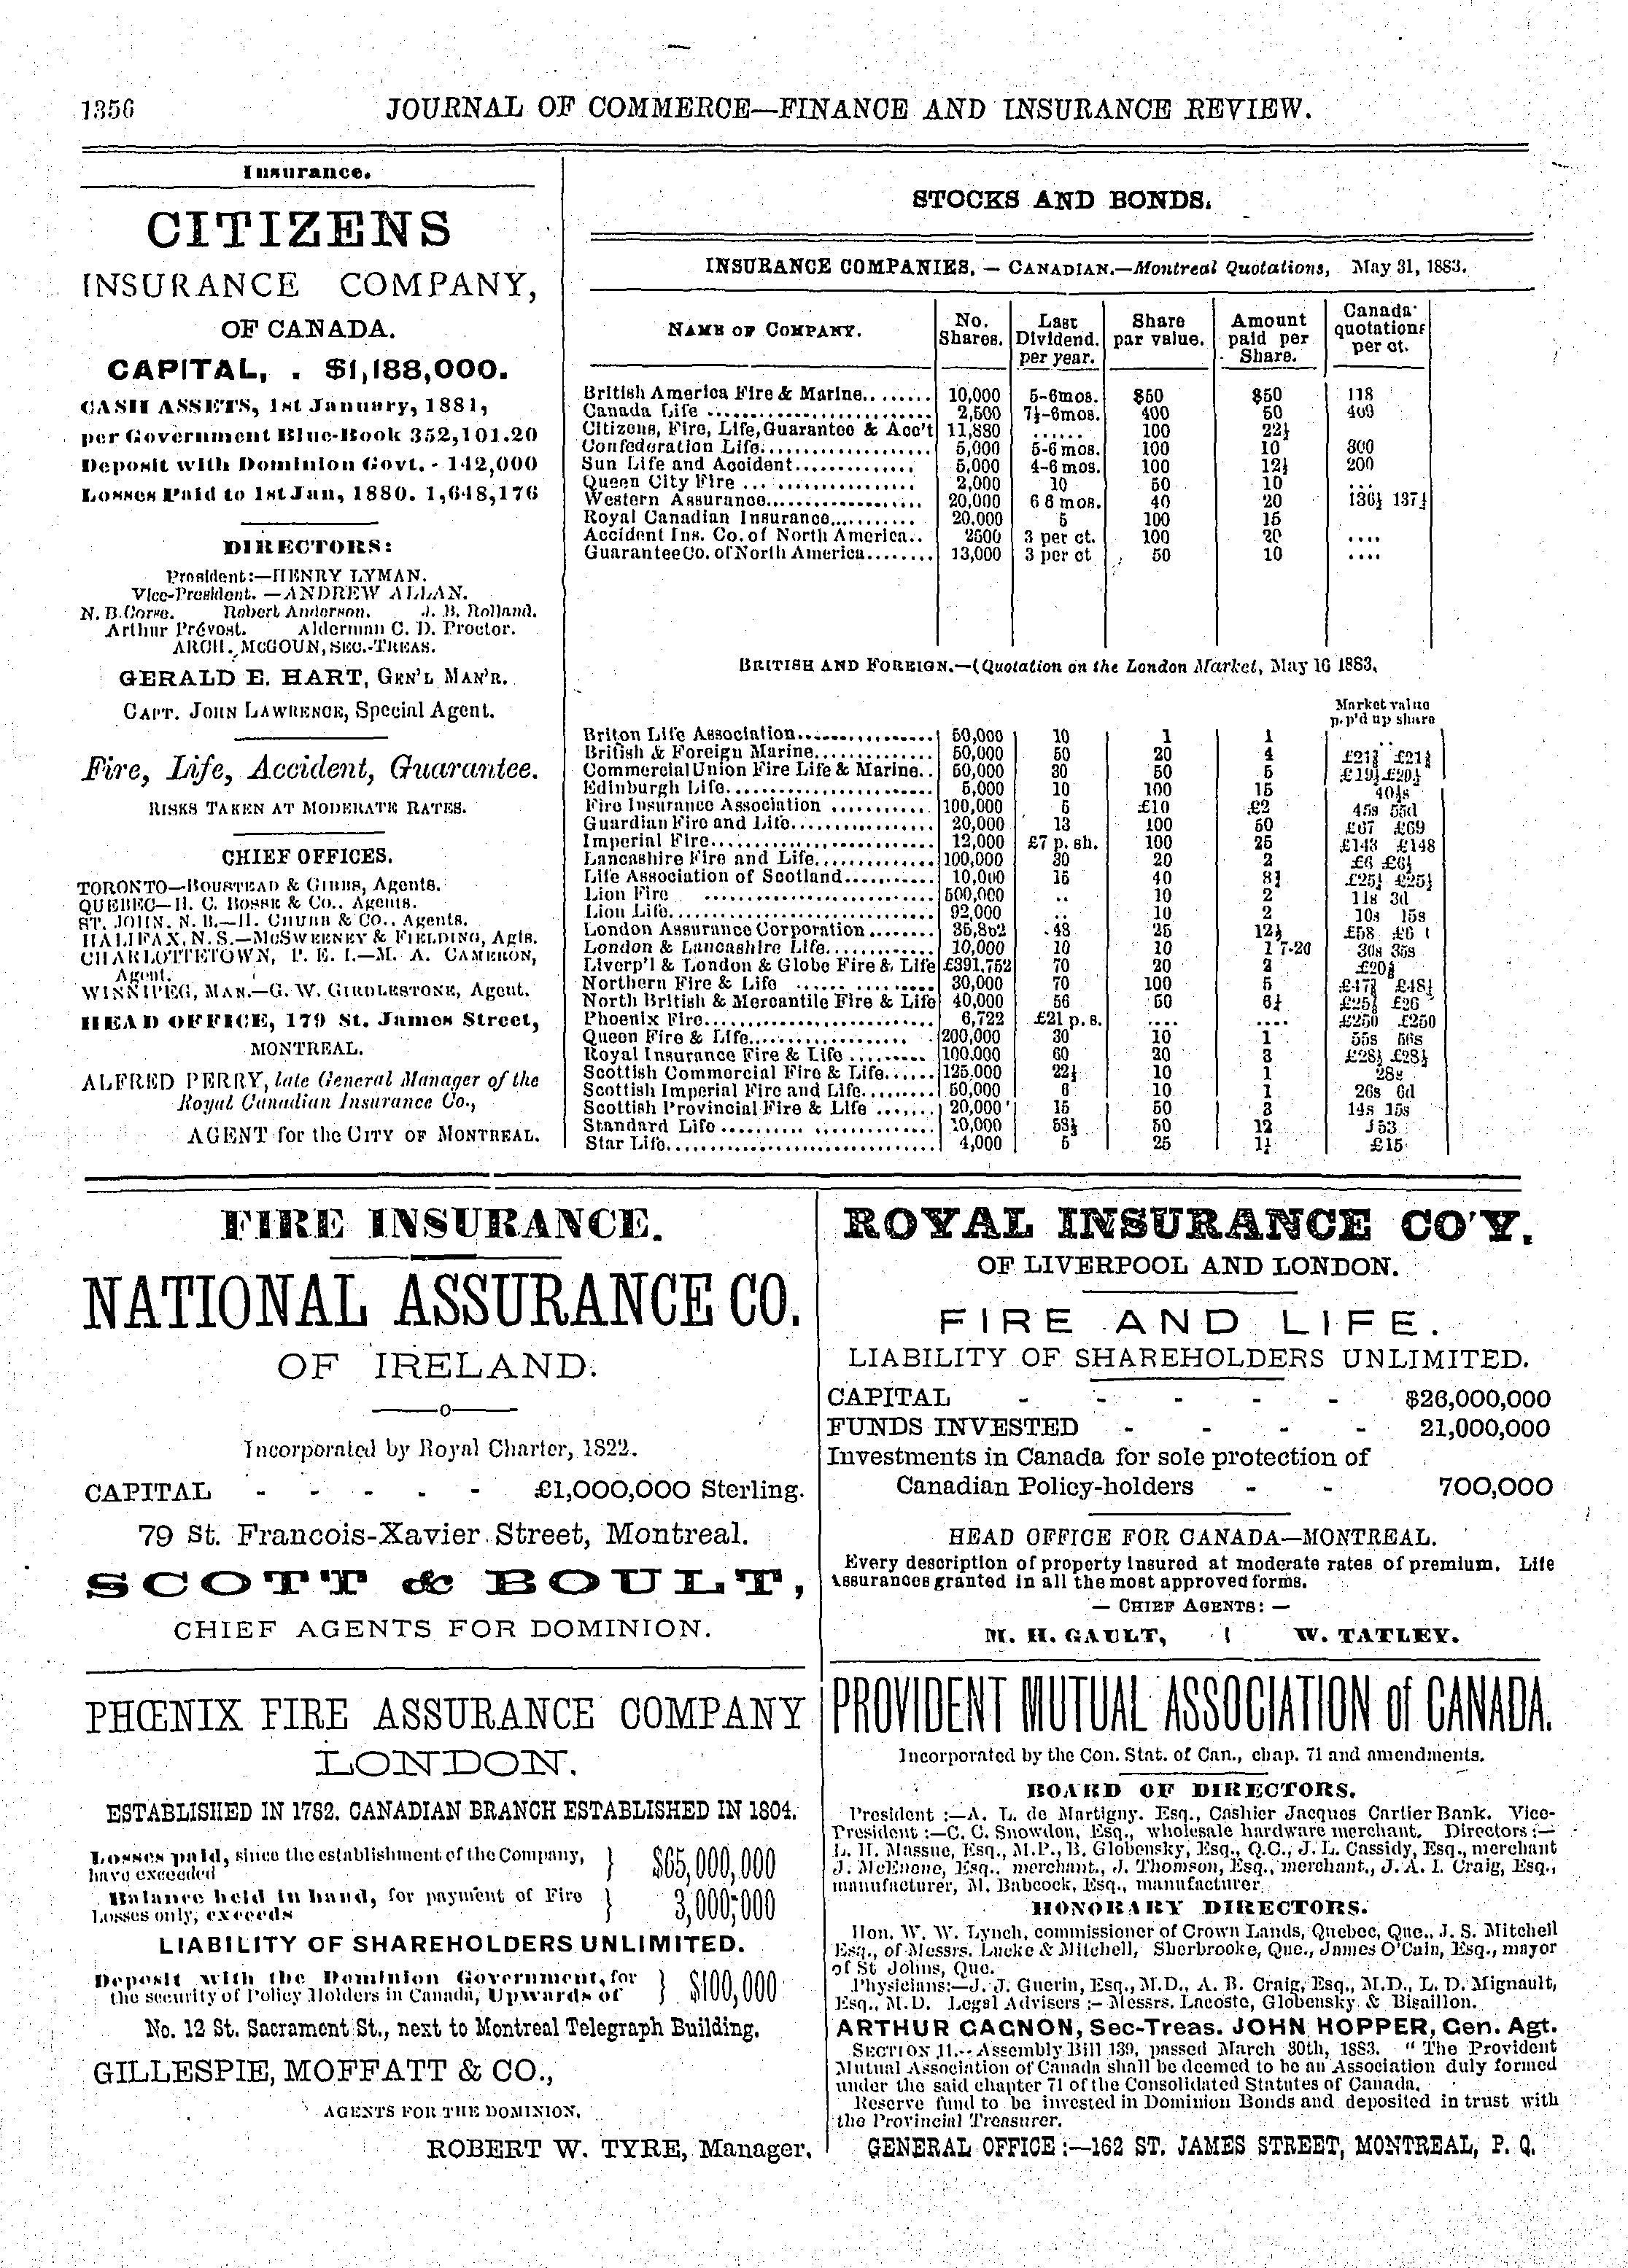 1356
JOURNAL OF COMMERCE—FINANCE AND INSURANCE REVIEW.
Insurance.
CITIZENS
INSURANCE COMPANY,
OF CANADA.
CAPITAL, . $1,188,000.
CASH ASSETS, 1st January, 1881,
per Government Blue-Book 352,101.20
Deposit with Dominion Govt. - 142,000
Losses Paid to 1st Jan, 1880. 1,648,176
DIRECTORS:
President:—HENRY LYMAN.
Vice-President. —ANDREW ALLAN.
N. B. Corse. Robert Anderson. J. B. Rolland.
Arthur Prévost. Alderman C. D. Proctor.
ARCH. McGOUN, SEC.-TREAS.
GERALD E. HART, GEN'L MAN'R.
CAPT. JOHN LAWRENCE, Special Agent.
Fire, Life, Accident, Guarantee.
RISKS TAKEN AT MODERATE RATES.
CHIEF OFFICES.
TORONTO—BOUSTEAD & GIBBS, Agents.
QUEBEC—H. C. BOSSE & Co.. Agents.
ST. JOHN. N. B.—H. CHUBB & CO.. Agents.
HALIFAX, N. S.—McSWEENEY & FIELDING, Agts.
CHARLOTTETOWN, P. E. I.—M. A. CAMERON,
Agent.
WINNIPEG, MAN.—G. W. GIRDLESTONE, Agent.
HEAD OFFICE, 179 St. James Street,
MONTREAL.
ALFRED PERRY, late General Manager of the
Royal Canadian Insurance Co.,
AGENT for the CITY OF MONTREAL.
STOCKS AND BONDS.
INSURANCE COMPANIES. — CANADIAN.—Montreal Quotations, May 31, 1883.
NAME OF COMPANY. No. Shares. Last Dividend. per year. Share par value. Amount paid per Share. Canada quotations per ct.
British America Fire & Marine........ 10,000 5-6mos. $50 $50 118
Canada Life ............ 2,500 7½-6mos. 400 50 409
Citizens, Fire, Life, Guarantee & Acc't 11,880 ...... 100 22½
Confederation Life............ 5,000 5-6 mos. 100 10 300
Sun Life and Accident............ 5,000 4-6 mos. 100 12½ 200
Queen City Fire ............ 2,000 10 50 10 ...
Western Assurance............ 20,000 6 6 mos. 40 20 136½ 137½
Royal Canadian Insurance............ 20.000 5 100 15
Accident Ins. Co. of North America.. 2500 3 per ct. 100 20 ....
Guarantee Co. of North America........ 13,000 3 per ct 50 10 ....
BRITISH AND FOREIGN.—(Quotation on the London Market, May 16 1883.
Market value
p. p'd up share
Briton Life Association............ 50,000 10 1 1 ..
British & Foreign Marine............ 50,000 50 20 4
Commercial Union Fire Life & Marine.. 50,000 30 50 5
Edinburgh Life............ 5,000 10 100 15
Fire Insurance Association ............ 100,000 5 £10 £2 45s 55d
Guardian Fire and Life............ 20,000 13 100 50 £67 £69
Imperial Fire............ 12,000 £7 p. sh. 100 25 £143 £148
Lancashire Fire and Life............ 100,000 30 20 2 £6 £6½
Life Association of Scotland........... 10,000 15 40 £25½ £25½
Lion Fire ............ 500,000 .. 10 2 11s 3d
Lion Life............ 92,000 .. 10 2 10s 15s
London Assurance Corporation ........ 35,862 48 25 12½ £58
London & Lancashire Life............ 10,000 10 10 1 7-20 30s 35s
Liverp'l & London & Globe Fire & Life £391,752 70 20 2
Northern Fire & Life ............ 30,000 70 100 5
North British & Mercantile Fire & Life 40,000 56 50 6¼
Phoenix Fire............ 6,722 £21 p. s. .... .... £250 £250
Queen Fire & Life............ 200,000 30 10 1 55s 56s
Royal Insurance Fire & Life .......... 100.000 60 20 3
Scottish Commercial Fire & Life...... 125.000 22½ 10 1 28s
Scottish Imperial Fire and Life......... 50,000 6 10 1 26s 6d
Scottish Provincial Fire & Life ....... 20,000 15 50 3 14s 15s
Standard Life ............ 10,000 50 12
Star Life............ 4,000 5 25 £15
FIRE INSURANCE.
NATIONAL ASSURANCE CO.
OF IRELAND.
Incorporated by Royal Charter, 1822.
CAPITAL - - - - - £1,000,000 Sterling.
79 St. Francois-Xavier Street, Montreal.
SCOTT & BOULT,
CHIEF AGENTS FOR DOMINION.
ROYAL INSURANCE CO'Y.
OF LIVERPOOL AND LONDON.
FIRE AND LIFE.
LIABILITY OF SHAREHOLDERS UNLIMITED.
CAPITAL - - - - - $26,000,000
FUNDS INVESTED - - - - 21,000,000
Investments in Canada for sole protection of
Canadian Policy-holders - - 700,000
HEAD OFFICE FOR CANADA—MONTREAL.
Every description of property insured at moderate rates of premium. Life
Assurances granted in all the most approved forms.
— CHIEF AGENTS: —
M. H. GAULT, W. TATLEY.
PHŒNIX FIRE ASSURANCE COMPANY
LONDON.
ESTABLISHED IN 1782. CANADIAN BRANCH ESTABLISHED IN 1804.
Losses paid, since the establishment of the Company, have exceeded $65,000,000
Balance held in hand, for payment of Fire Losses only, exceeds 3,000,000
LIABILITY OF SHAREHOLDERS UNLIMITED.
Deposit with the Dominion Government, for the security of Policy Holders in Canada, Upwards of $100,000
No. 12 St. Sacrament St., next to Montreal Telegraph Building.
GILLESPIE, MOFFATT & CO.,
AGENTS FOR THE DOMINION.
ROBERT W. TYRE, Manager.
PROVIDENT MUTUAL ASSOCIATION of CANADA.
Incorporated by the Con. Stat. of Can., chap. 71 and amendments.
BOARD OF DIRECTORS.
President :—A. L. de Martigny. Esq., Cashier Jacques Cartier Bank. Vice-
President :—C. C. Snowdon, Esq., wholesale hardware merchant. Directors :—
L. H. Massue, Esq., M.P., B. Globensky, Esq., Q.C., J. L. Cassidy, Esq., merchant
J. McEnene, Esq., merchant., J. Thomson, Esq., merchant., J. A. I. Craig, Esq.,
manufacturer, M. Babcock, Esq., manufacturer.
HONORARY DIRECTORS.
Hon. W. W. Lynch, commissioner of Crown Lands, Quebec, Que., J. S. Mitchell
Esq., of Messrs. Lucke & Mitchell, Sherbrooke, Que., James O'Cain, Esq., mayor
of St Johns, Que.
Physicians:—J. J. Guerin, Esq., M.D., A. B. Craig, Esq., M.D., L. D. Mignault,
Esq., M.D. Legal Advisers :— Messrs. Lacoste, Globensky & Bisaillon.
ARTHUR GAGNON, Sec-Treas. JOHN HOPPER, Gen. Agt.
SECTION 11.—Assembly Bill 139, passed March 30th, 1883. " The Provident
Mutual Association of Canada shall be deemed to be an Association duly formed
under the said chapter 71 of the Consolidated Statutes of Canada.
Reserve fund to be invested in Dominion Bonds and deposited in trust with
the Provincial Treasurer.
GENERAL OFFICE :—162 ST. JAMES STREET, MONTREAL, P. Q.